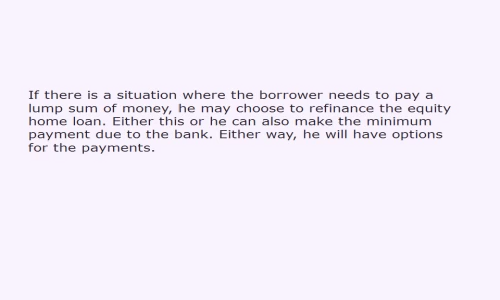 If there is a situation where the borrower needs to pay a
lump sum of money, he may choose to refinance the equity
home loan. Either this or he can also make the minimum
payment due to the bank. Either way, he will have options
for the payments.